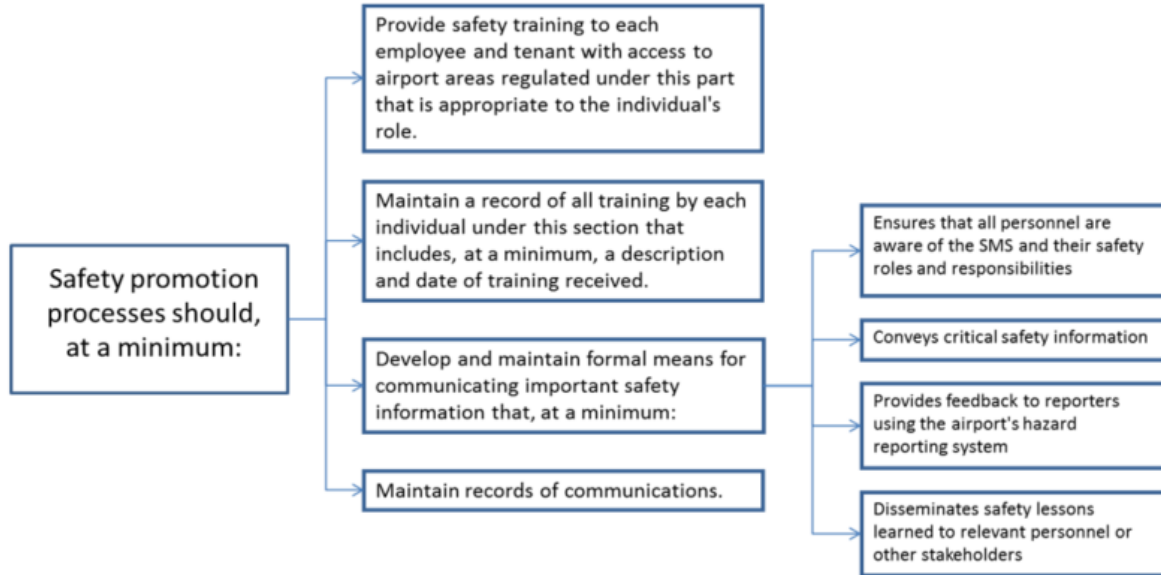 Safety promotion
processes should,
at a minimum:
Provide safety training to each
employee and tenant with access to
airport areas regulated under this part
that is appropriate to the individual's
role.
Maintain a record of all training by each
individual under this section that
includes, at a minimum, a description
and date of training received.
Develop and maintain formal means for
communicating important safety
information that, at a minimum:
Maintain records of communications.
Ensures that all personnel are
aware of the SMS and their safety
roles and responsibilities
Conveys critical safety information
Provides feedback to reporters
using the airport's hazard
reporting system
Disseminates safety lessons
learned to relevant personnel or
other stakeholders